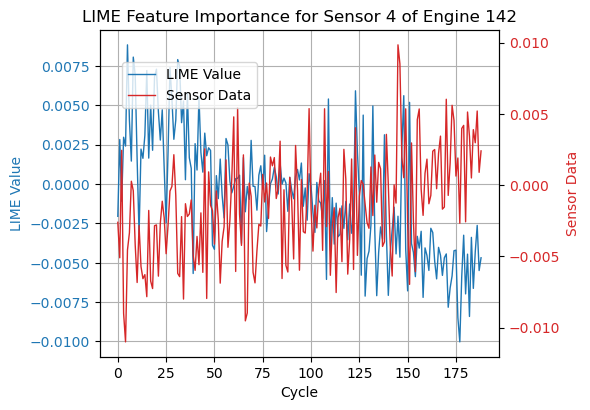 LIME Feature Importance for Sensor 4 of Engine 142
LIME Value
Sensor Data
0.0075
0.0050
0.0025
0.0000
−0.0025
−0.0050
−0.0075
−0.0100
LIME Value
0.010
0.005
0.000
−0.005
−0.010
Sensor Data
0 25 50 75 100 125 150 175
Cycle